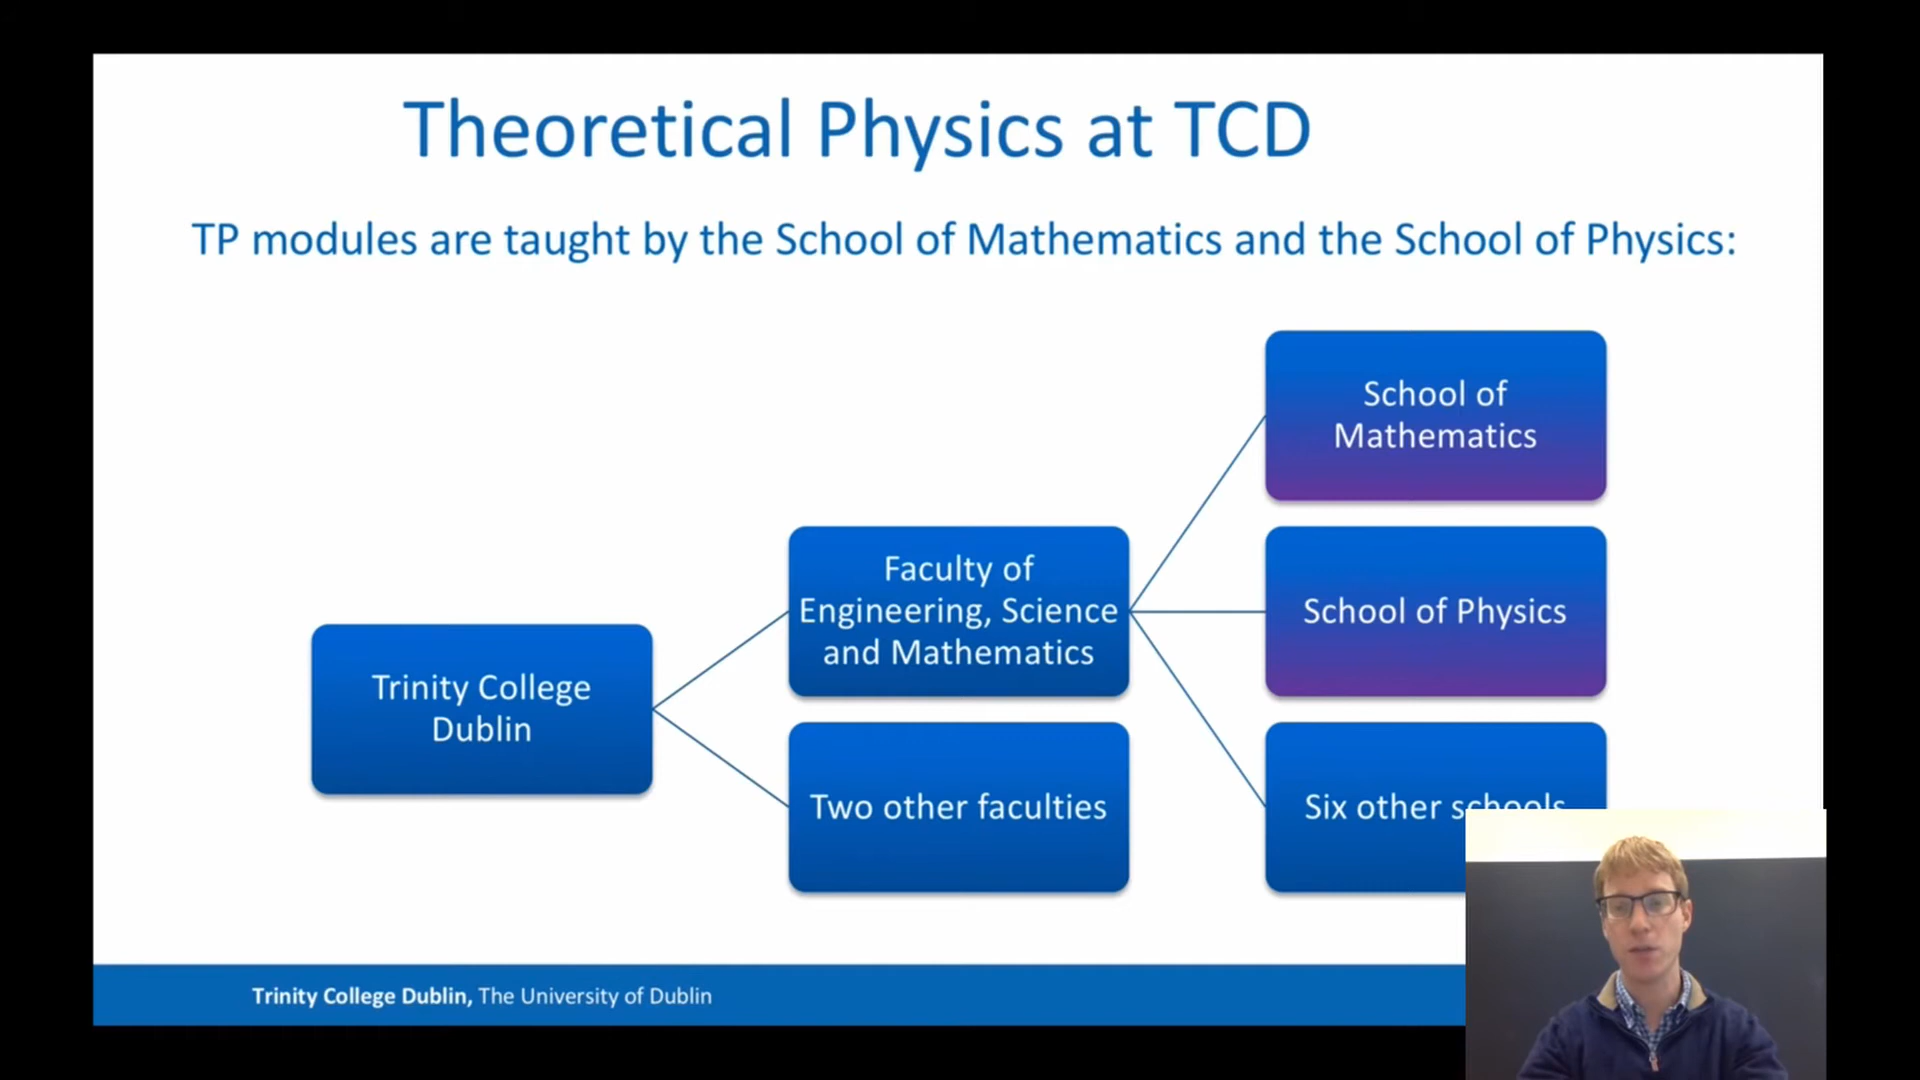 Theoretical Physics at TCD
TP modules are taught by the School of Mathematics and the School of Physics:
School of
Mathematics
Faculty of
Engineering, Science
and Mathematics
School of Physics
Trinity College
Dublin
Two other faculties
Six other schools
Trinity College Dublin, The University of Dublin